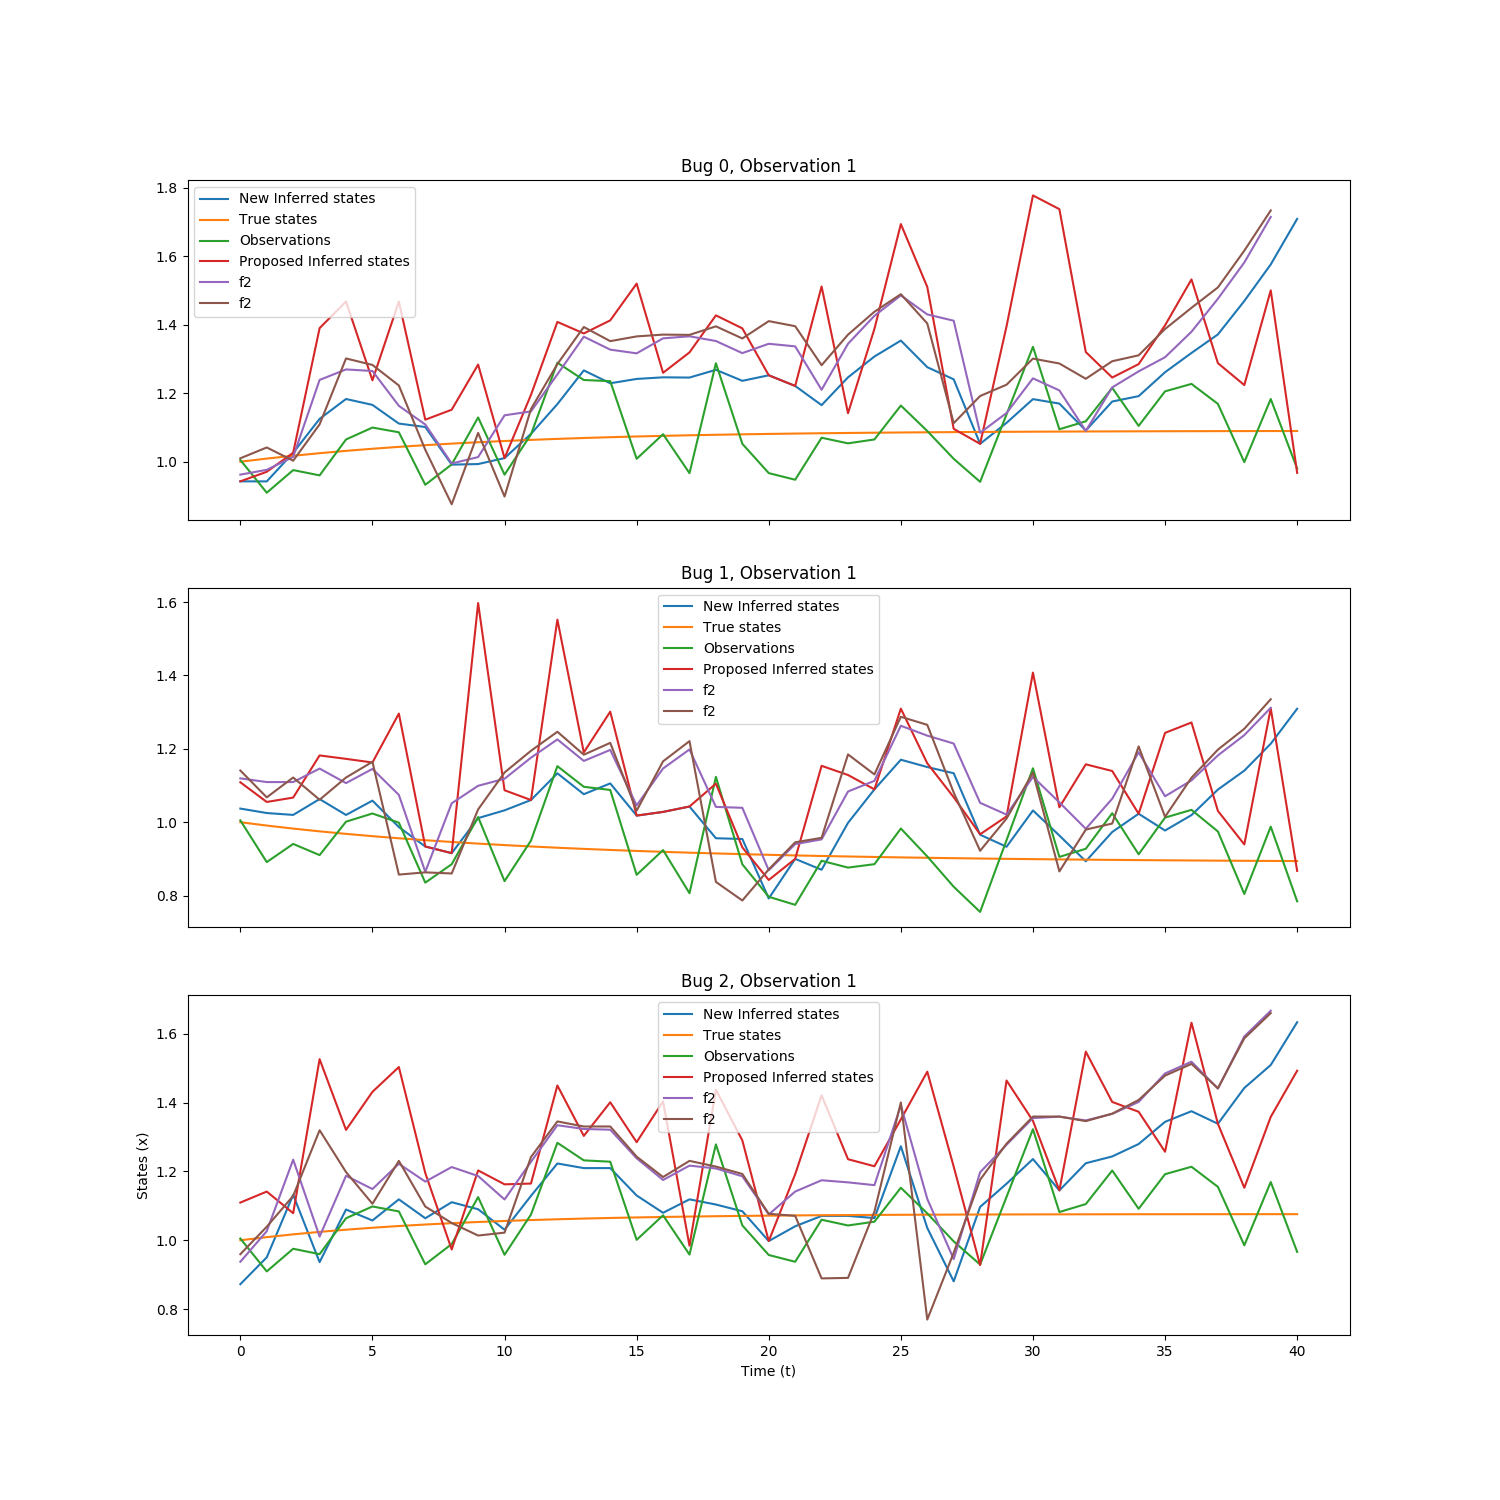 Bug 0, Observation 1
1.8
1.6
1.4
1.2
1.0
New Inferred states
True states
Observations
Proposed Inferred states
f2
f2
Bug 1, Observation 1
1.6
1.4
1.2
1.0
0.8
New Inferred states
True states
Observations
Proposed Inferred states
f2
f2
Bug 2, Observation 1
1.6
1.4
1.2
1.0
0.8
States (x)
New Inferred states
True states
Observations
Proposed Inferred states
f2
f2
0 5 10 15 20 25 30 35 40
Time (t)